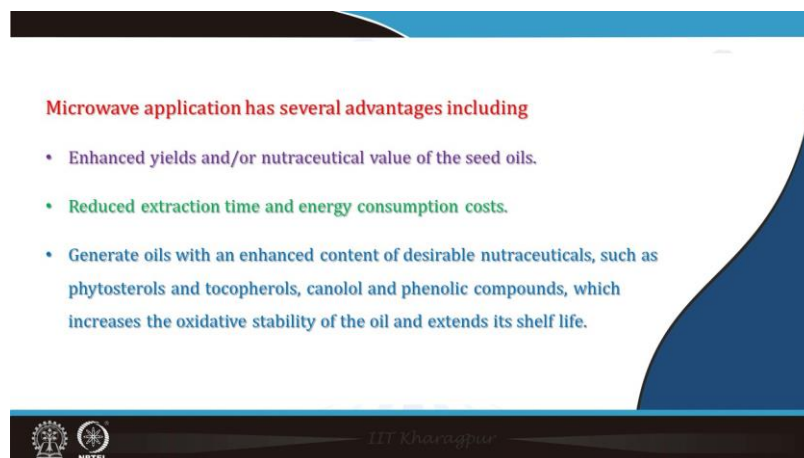 Microwave application has several advantages including
• Enhanced yields and/or nutraceutical value of the seed oils.
• Reduced extraction time and energy consumption costs.
• Generate oils with an enhanced content of desirable nutraceuticals, such as
phytosterols and tocopherols, canolol and phenolic compounds, which
increases the oxidative stability of the oil and extends its shelf life.
IIT Kharagpur
NPTEL